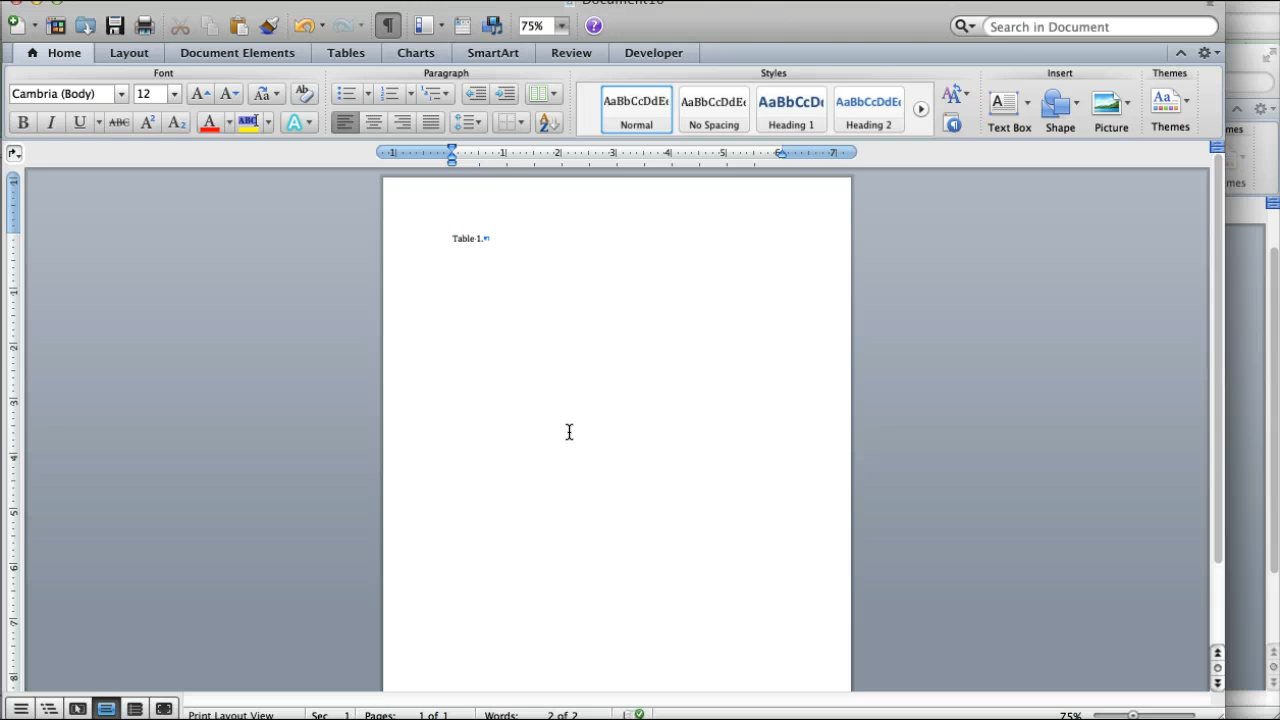 Document10
75%
Search in Document
Home Layout Document Elements Tables Charts SmartArt Review Developer
Font Paragraph Styles Insert Themes
Cambria (Body) 12
AaBbCcDdEe AaBbCcDdEe AaBbCcDc AaBbCcDdEe
Normal No Spacing Heading 1 Heading 2
Text Box Shape Picture Themes
Table 1.
Print Layout View Sec 1 Pages: 1 of 1 Words: 2 of 2 75%